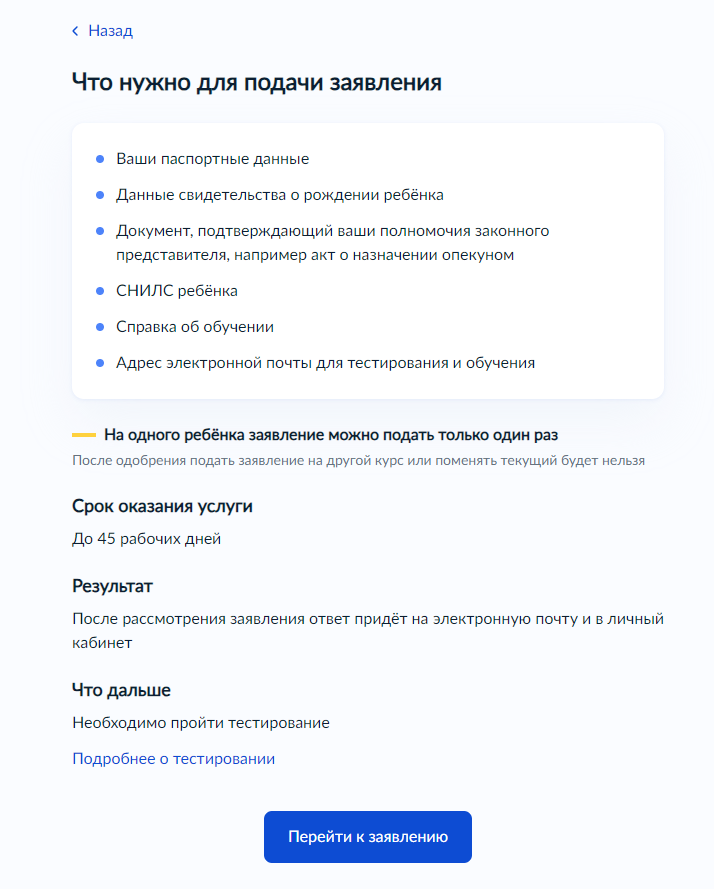 Назад
Что нужно для подачи заявления
Ваши паспортные данные
Данные свидетельства о рождении ребёнка
Документ, подтверждающий ваши полномочия законного
представителя, например акт о назначении опекуном
СНИЛС ребёнка
Справка об обучении
Адрес электронной почты для тестирования и обучения
На одного ребёнка заявление можно подать только один раз
После одобрения подать заявление на другой курс или поменять текущий будет нельзя
Срок оказания услуги
До 45 рабочих дней
Результат
После рассмотрения заявления ответ придёт на электронную почту и в личный
кабинет
Что дальше
Необходимо пройти тестирование
Подробнее о тестировании
Перейти к заявлению